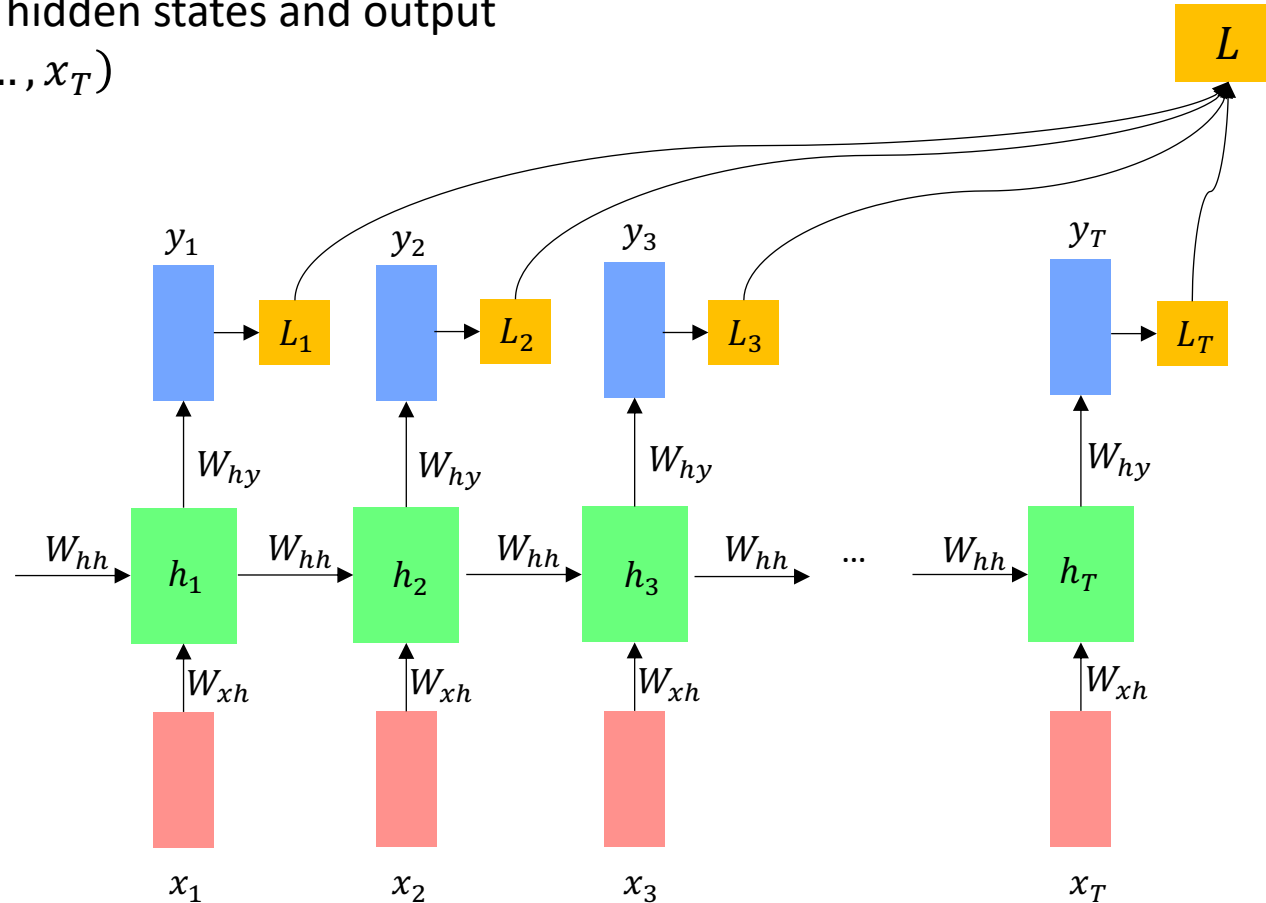 hidden states and output
.. , x_T)
L
y_1 y_2 y_3 y_T
L_1 L_2 L_3 L_T
W_hy W_hy W_hy W_hy
W_hh W_hh W_hh W_hh ... W_hh
h_1 h_2 h_3 h_T
W_xh W_xh W_xh W_xh
x_1 x_2 x_3 x_T